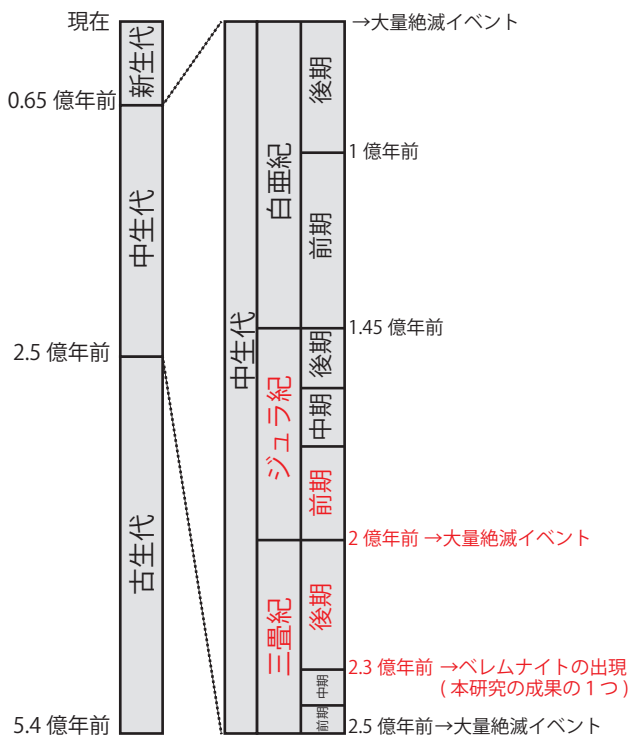 現在
新生代
0.65 億年前
中生代
2.5 億年前
古生代
5.4 億年前
中生代
白亜紀
ジュラ紀
三畳紀
後期
前期
後期
中期
前期
後期
中期
前期
→大量絶滅イベント
1 億年前
1.45 億年前
2 億年前 →大量絶滅イベント
2.3 億年前 →ベレムナイトの出現
( 本研究の成果の 1 つ )
2.5 億年前→大量絶滅イベント